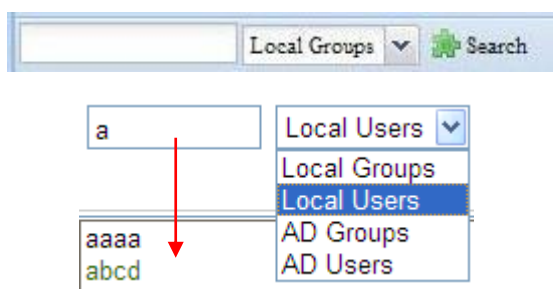 Local Groups Search
a Local Users
Local Groups
Local Users
AD Groups
AD Users
aaaa
abcd